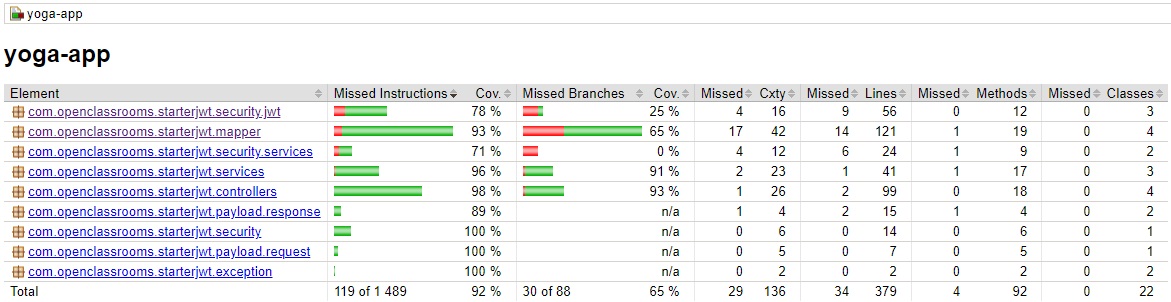 yoga-app
yoga-app
Element Missed Instructions Cov. Missed Branches Cov. Missed Cxty Missed Lines Missed Methods Missed Classes
com.openclassrooms.starterjwt.security.jwt 78 % 25 % 4 16 9 56 0 12 0 3
com.openclassrooms.starterjwt.mapper 93 % 65 % 17 42 14 121 1 19 0 4
com.openclassrooms.starterjwt.security.services 71 % 0 % 4 12 6 24 1 9 0 2
com.openclassrooms.starterjwt.services 96 % 91 % 2 23 1 41 1 17 0 3
com.openclassrooms.starterjwt.controllers 98 % 93 % 1 26 2 99 0 18 0 4
com.openclassrooms.starterjwt.payload.response 89 % n/a 1 4 2 15 1 4 0 2
com.openclassrooms.starterjwt.security 100 % n/a 0 6 0 14 0 6 0 1
com.openclassrooms.starterjwt.payload.request 100 % n/a 0 5 0 7 0 5 0 1
com.openclassrooms.starterjwt.exception 100 % n/a 0 2 0 2 0 2 0 2
Total 119 of 1 489 92 % 30 of 88 65 % 29 136 34 379 4 92 0 22